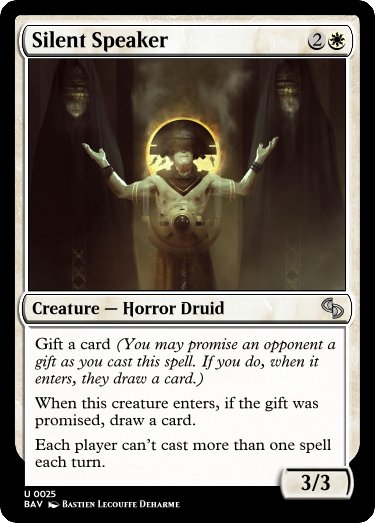 Silent Speaker 2
Creature — Horror Druid
Gift a card (You may promise an opponent a
gift as you cast this spell. If you do, when it
enters, they draw a card.)
When this creature enters, if the gift was
promised, draw a card.
Each player can't cast more than one spell
each turn.
3/3
U 0025
BAV Bastien Lecouffe Deharme